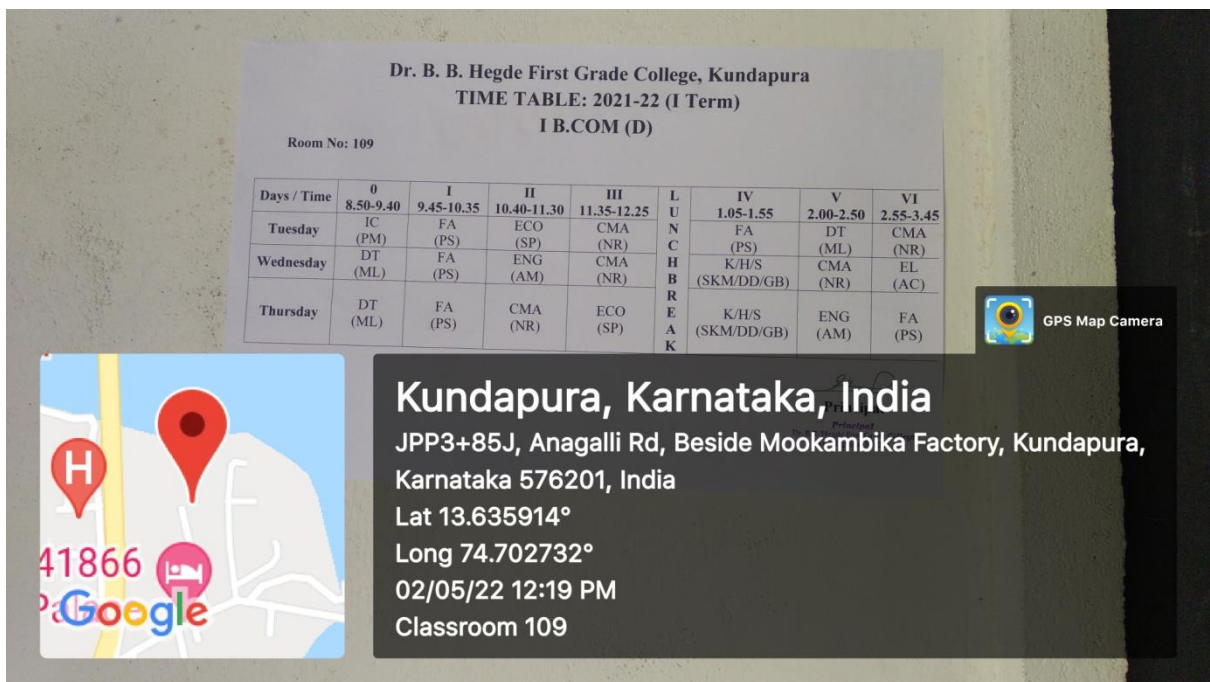 Dr. B. B. Hegde First Grade College, Kundapura
TIME TABLE: 2021-22 (I Term)
I B.COM (D)
Room No: 109
Days / Time 0 I II III L IV V VI
8.50-9.40 9.45-10.35 10.40-11.30 11.35-12.25 U 1.05-1.55 2.00-2.50 2.55-3.45
Tuesday IC FA ECO CMA N FA DT CMA
(PM) (PS) (SP) (NR) C (PS) (ML) (NR)
Wednesday DT FA ENG CMA H K/H/S CMA EL
(ML) (PS) (AM) (NR) B (SKM/DD/GB) (NR) (AC)
R
Thursday DT FA CMA ECO E K/H/S ENG FA
(ML) (PS) (NR) (SP) A (SKM/DD/GB) (AM) (PS)
K
GPS Map Camera
Principal
Kundapura, Karnataka, India
JPP3+85J, Anagalli Rd, Beside Mookambika Factory, Kundapura,
Karnataka 576201, India
Lat 13.635914°
Long 74.702732°
02/05/22 12:19 PM
Classroom 109
H
41866
Google